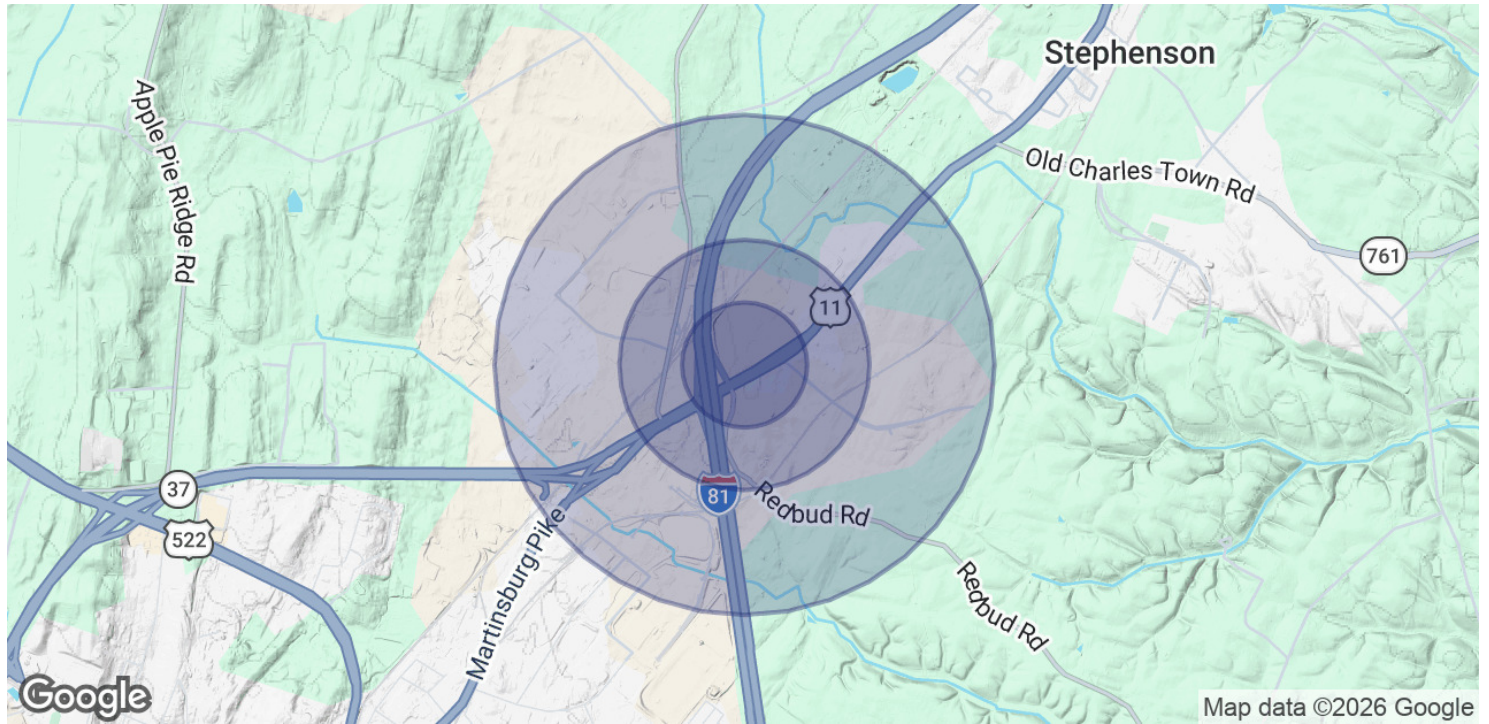 Stephenson
Apple Pie Ridge Rd
Old Charles Town Rd
761
11
37
81
522
Redbud Rd
Martinsburg Pike
Redbud Rd
Google
Map data ©2026 Google